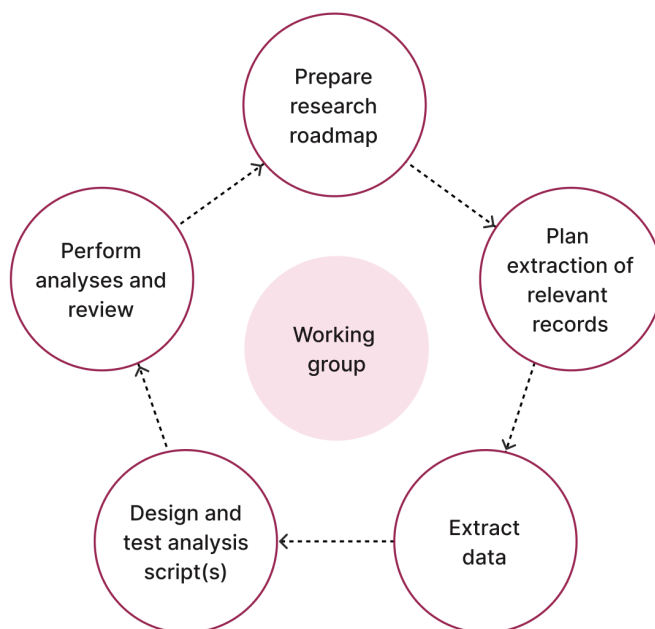 Prepare
research
roadmap
Plan
extraction of
relevant
records
Extract
data
Design and
test analysis
script(s)
Perform
analyses and
review
Working
group